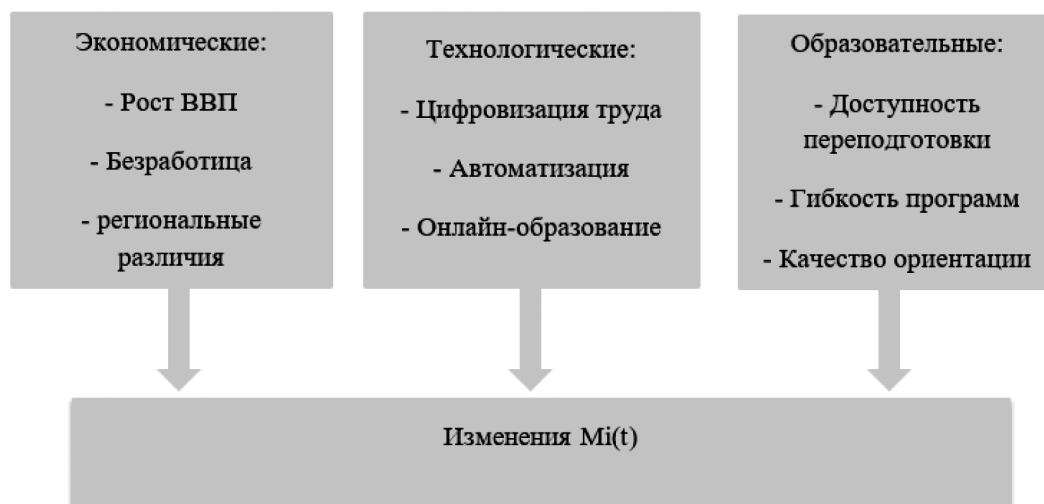 Экономические:
- Рост ВВП
- Безработица
- региональные
различия
Технологические:
- Цифровизация труда
- Автоматизация
- Онлайн-образование
Образовательные:
- Доступность
переподготовки
- Гибкость программ
- Качество ориентации
Изменения Mi(t)